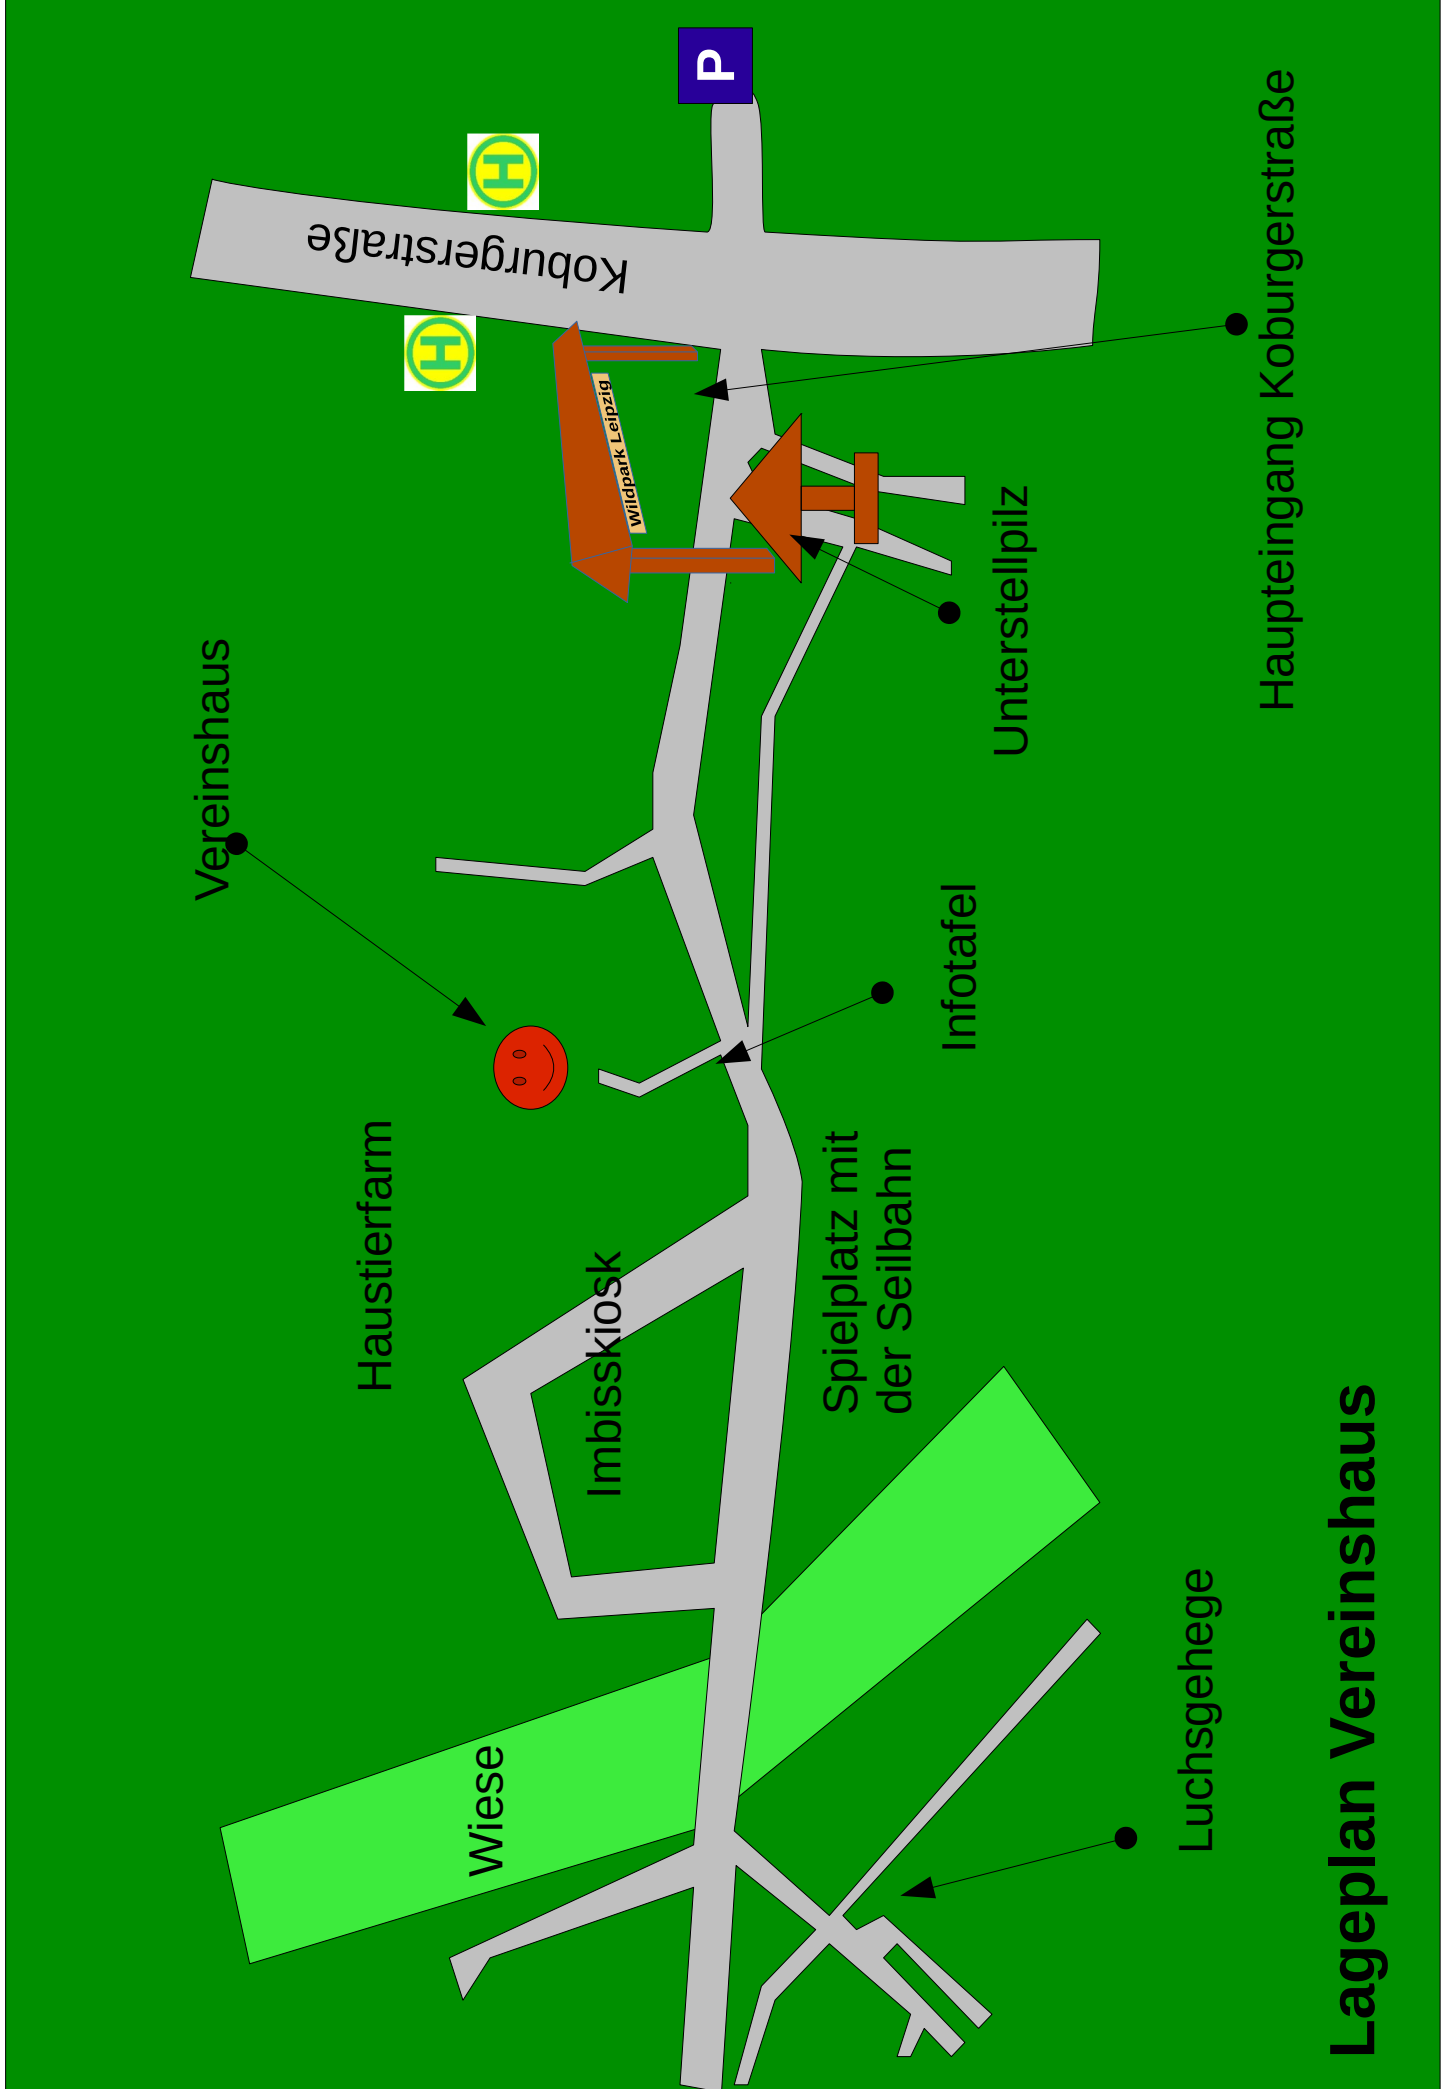 P
H
Koburgerstraße
H
Wildpark Leipzig
Haupteingang Koburgerstraße
Unterstellpilz
Vereinshaus
Infotafel
Haustierfarm
Imbisskiosk
Spielplatz mit
der Seilbahn
Wiese
Luchsgehege
Lageplan Vereinshaus